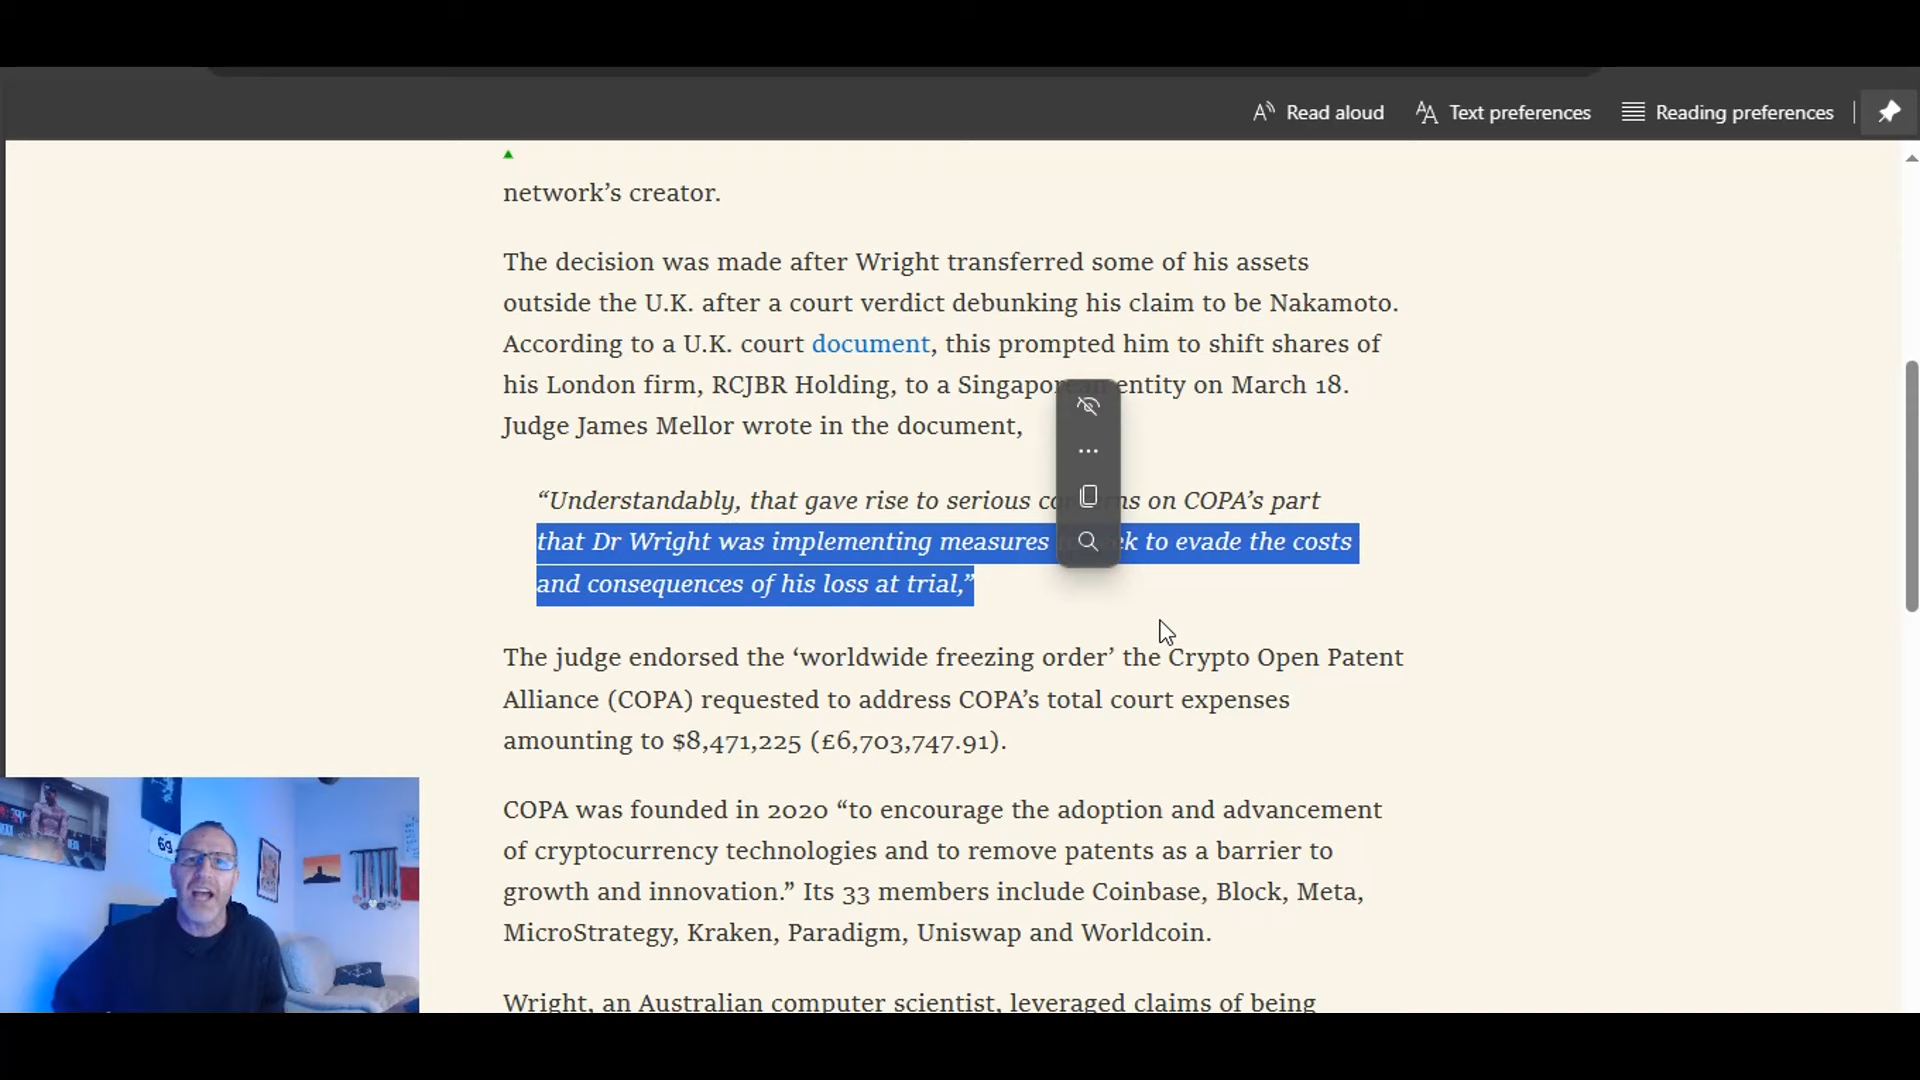 Read aloud
Text preferences
Reading preferences
network’s creator.
The decision was made after Wright transferred some of his assets
outside the U.K. after a court verdict debunking his claim to be Nakamoto.
According to a U.K. court document, this prompted him to shift shares of
his London firm, RCJBR Holding, to a Singaporean entity on March 18.
Judge James Mellor wrote in the document,
“Understandably, that gave rise to serious concerns on COPA’s part
that Dr Wright was implementing measures to seek to evade the costs
and consequences of his loss at trial,”
The judge endorsed the ‘worldwide freezing order’ the Crypto Open Patent
Alliance (COPA) requested to address COPA’s total court expenses
amounting to $8,471,225 (£6,703,747.91).
COPA was founded in 2020 “to encourage the adoption and advancement
of cryptocurrency technologies and to remove patents as a barrier to
growth and innovation.” Its 33 members include Coinbase, Block, Meta,
MicroStrategy, Kraken, Paradigm, Uniswap and Worldcoin.
Wright, an Australian computer scientist, leveraged claims of being
69